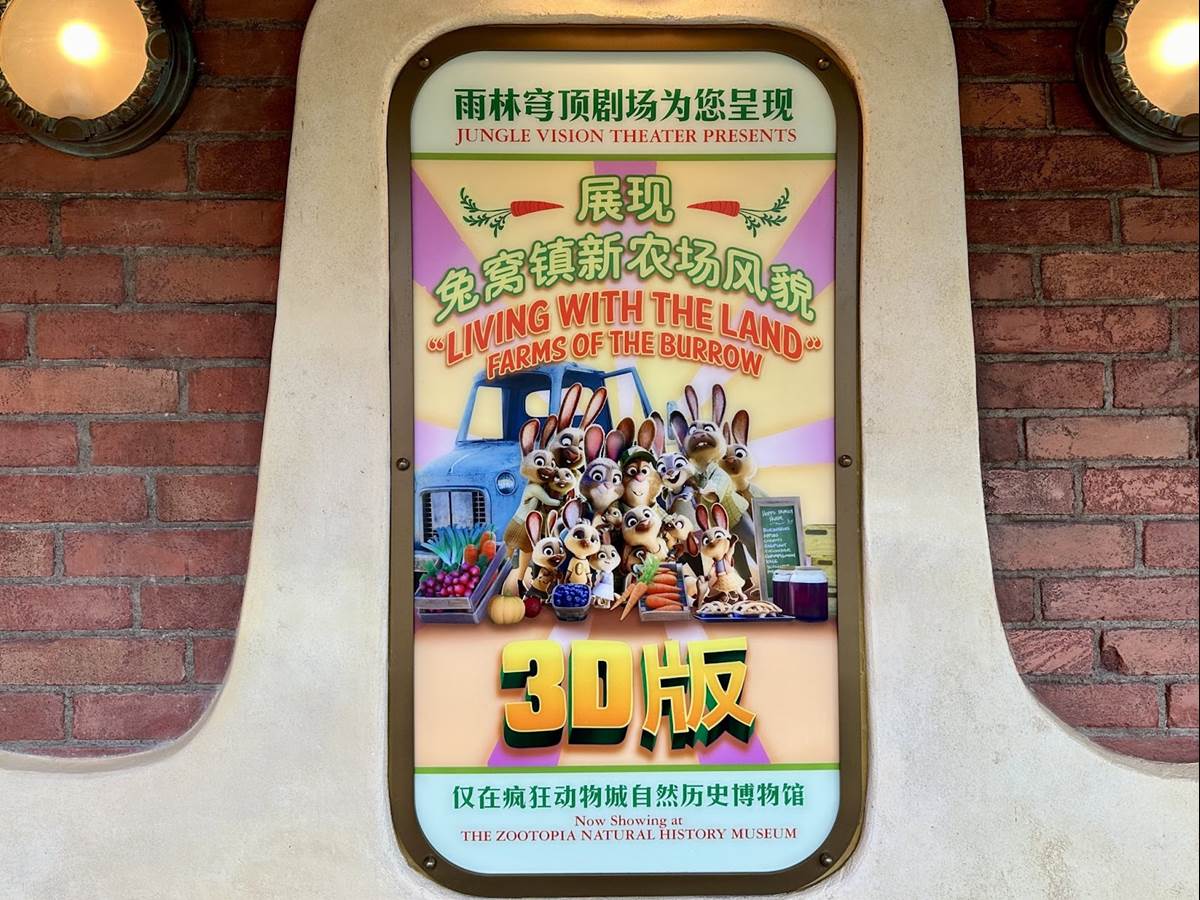 雨林穹顶剧场为您呈现
JUNGLE VISION THEATER PRESENTS
展现
兔窝镇新农场风貌
“LIVING WITH THE LAND”
FARMS OF THE BURROW
3D版
仅在疯狂动物城自然历史博物馆
Now Showing at
THE ZOOTOPIA NATURAL HISTORY MUSEUM